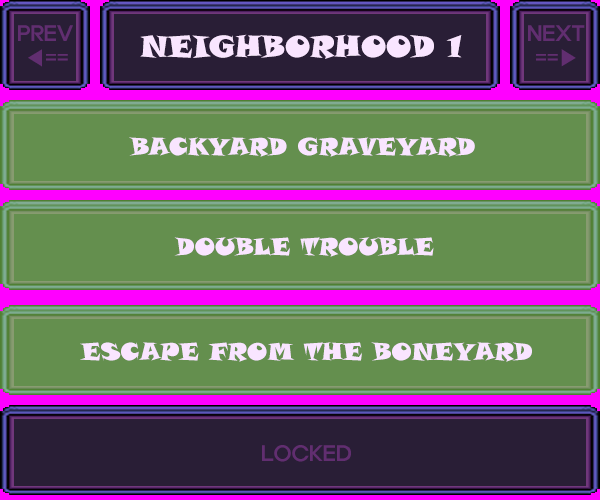 PREV
NEIGHBORHOOD 1
NEXT
BACKYARD GRAVEYARD
DOUBLE TROUBLE
ESCAPE FROM THE BONEYARD
LOCKED